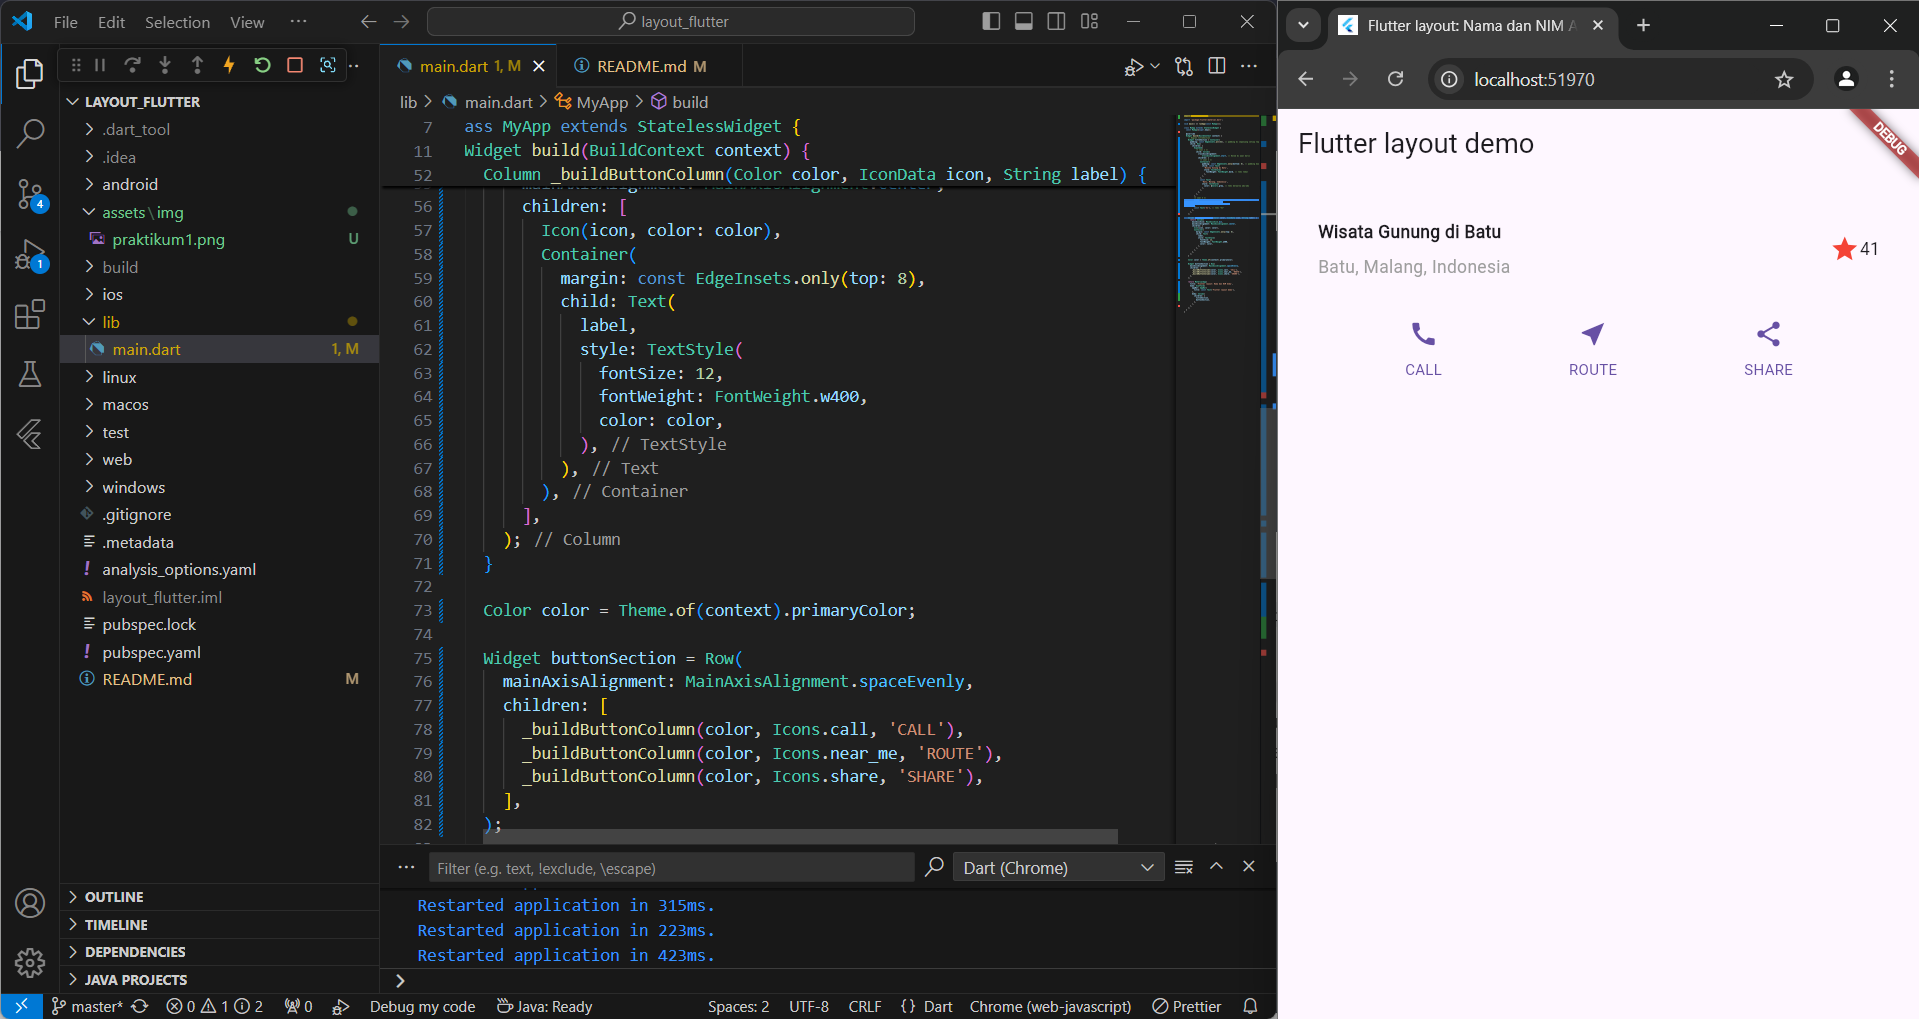 File Edit Selection View ··· layout_flutter
main.dart 1, M README.md M
lib > main.dart > MyApp > build
LAYOUT_FLUTTER
.dart_tool
.idea
android
assets\img
praktikum1.png U
build
ios
lib
main.dart 1, M
linux
macos
test
web
windows
.gitignore
.metadata
analysis_options.yaml
layout_flutter.iml
pubspec.lock
pubspec.yaml
README.md M
OUTLINE
TIMELINE
DEPENDENCIES
JAVA PROJECTS
4
1
7 ass MyApp extends StatelessWidget {
11 Widget build(BuildContext context) {
52 Column _buildButtonColumn(Color color, IconData icon, String label) {
56 children: [
57 Icon(icon, color: color),
58 Container(
59 margin: const EdgeInsets.only(top: 8),
60 child: Text(
61 label,
62 style: TextStyle(
63 fontSize: 12,
64 fontWeight: FontWeight.w400,
65 color: color,
66 ), // TextStyle
67 ), // Text
68 ), // Container
69 ],
70 ); // Column
71 }
72
73 Color color = Theme.of(context).primaryColor;
74
75 Widget buttonSection = Row(
76 mainAxisAlignment: MainAxisAlignment.spaceEvenly,
77 children: [
78 _buildButtonColumn(color, Icons.call, 'CALL'),
79 _buildButtonColumn(color, Icons.near_me, 'ROUTE'),
80 _buildButtonColumn(color, Icons.share, 'SHARE'),
81 ],
82 );
Filter (e.g. text, !exclude, \escape) Dart (Chrome)
Restarted application in 315ms.
Restarted application in 223ms.
Restarted application in 423ms.
master* 0 1 2 0 Debug my code Java: Ready Spaces: 2 UTF-8 CRLF {} Dart Chrome (web-javascript) Prettier
Flutter layout: Nama dan NIM A
localhost:51970
DEBUG
Flutter layout demo
Wisata Gunung di Batu
Batu, Malang, Indonesia
41
CALL ROUTE SHARE